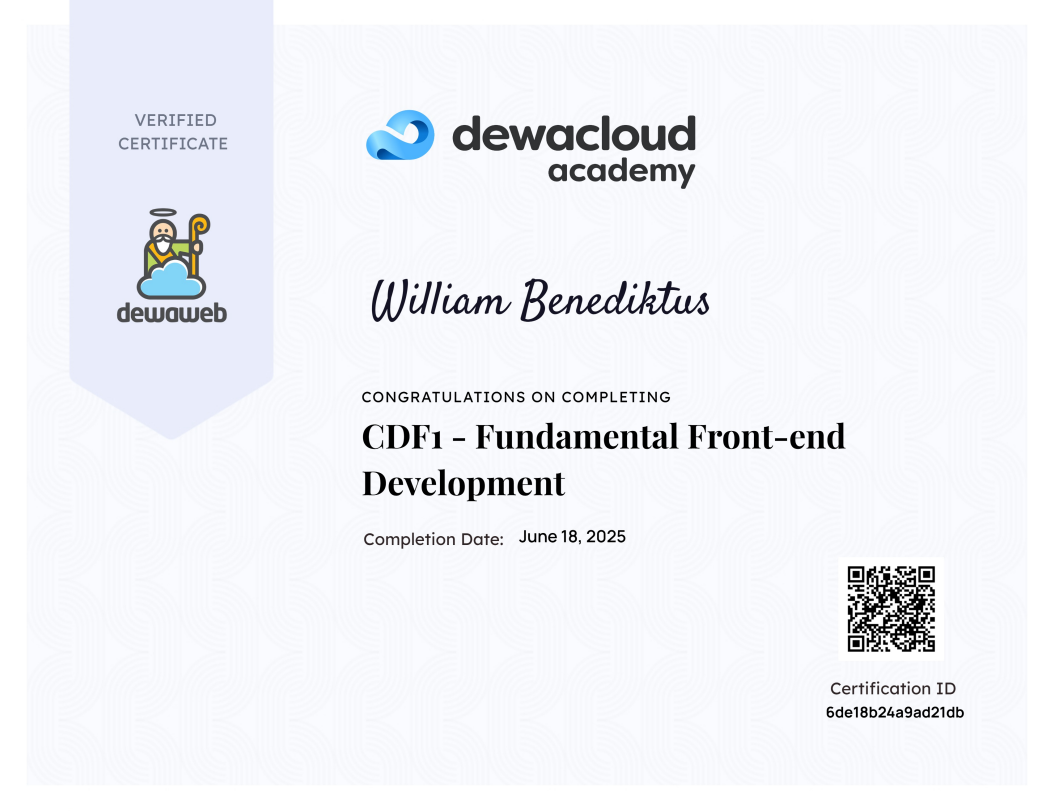 VERIFIED
CERTIFICATE
dewaweb
dewacloud
academy
William Benediktus
CONGRATULATIONS ON COMPLETING
CDF1 - Fundamental Front-end
Development
Completion Date: June 18, 2025
Certification ID
6de18b24a9ad21db